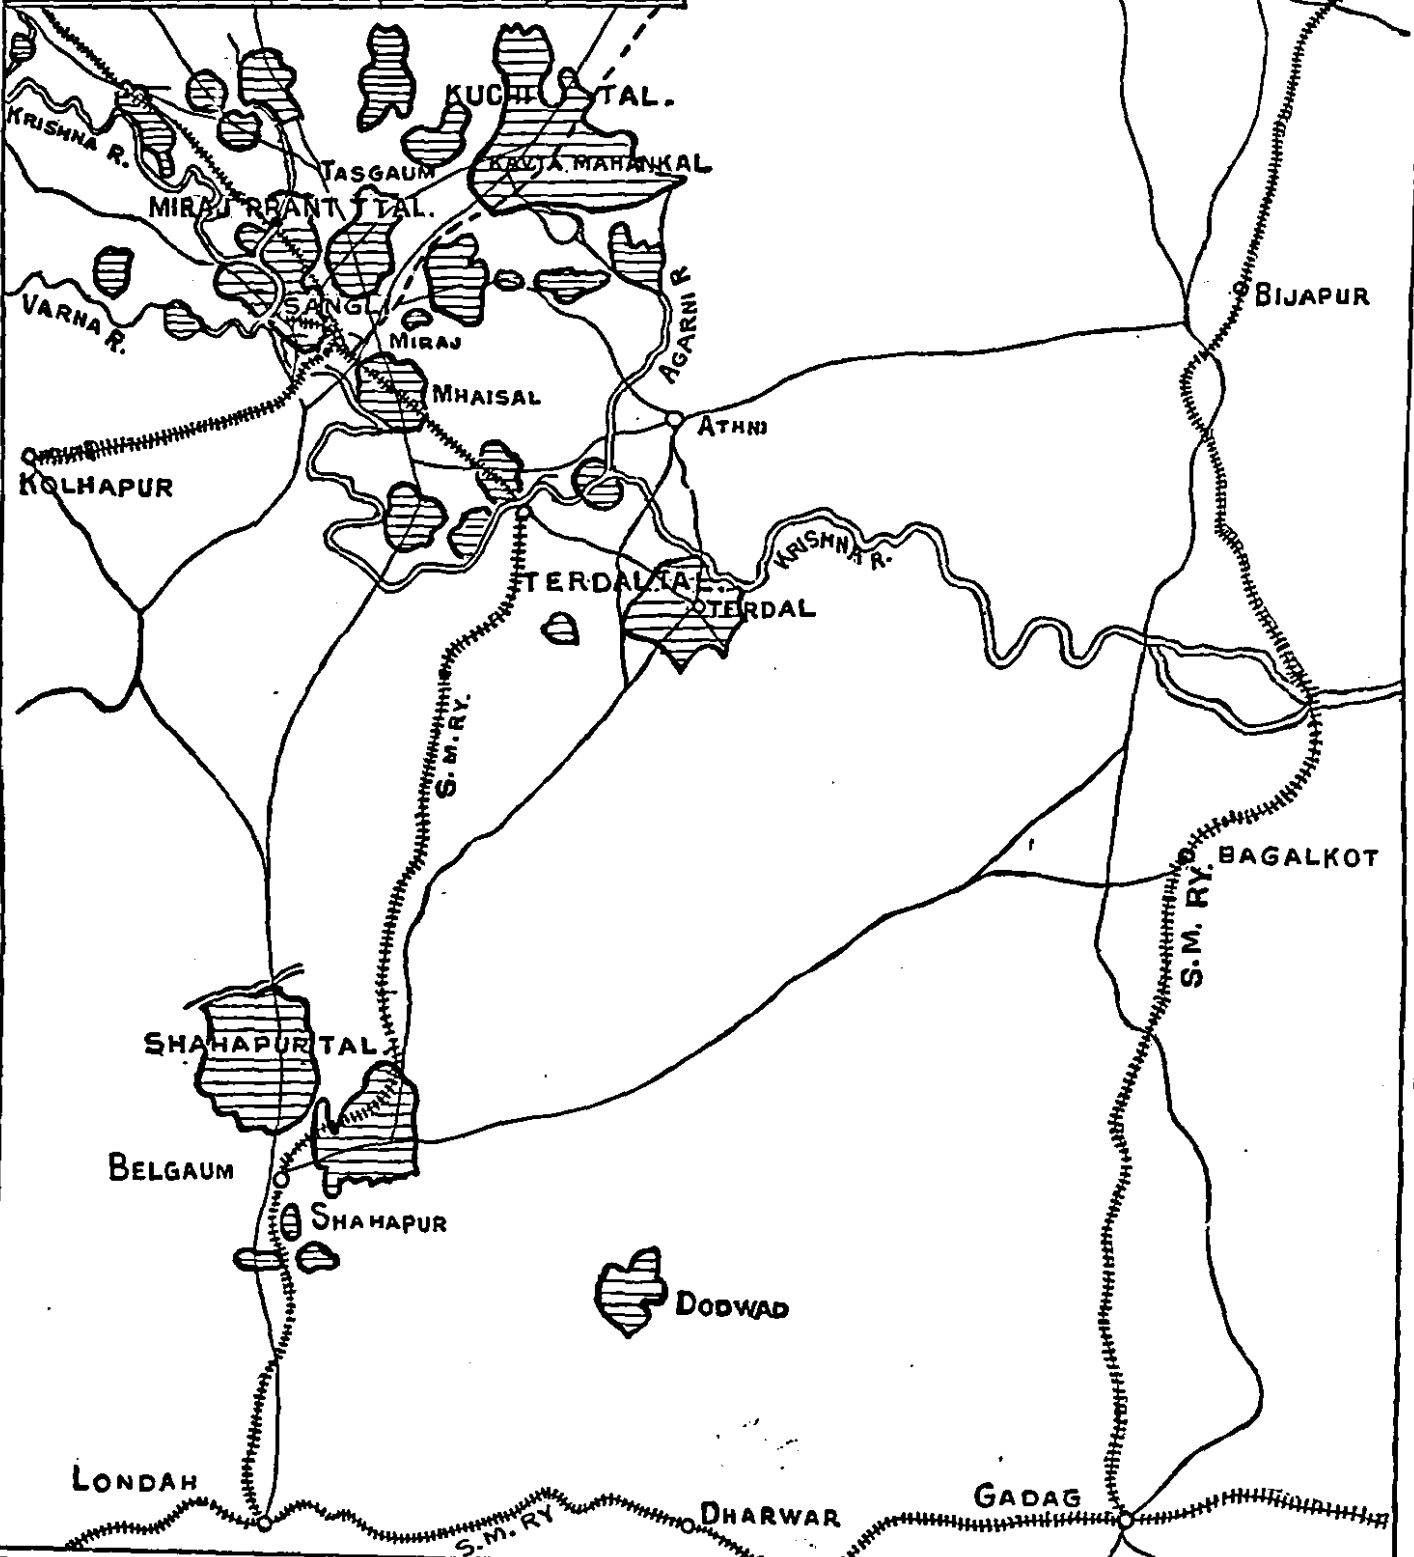 KUCHI TAL.
KRISHNA R.
TASGAUM
KAVTA MAHANKAL
MIRAJ PRANT TAL.
SANGLI
VARNA R.
MIRAJ
AGARNI R
BIJAPUR
MHAISAL
ATHNI
KOLHAPUR
KRISHNA R.
TERDAL TAL.
TERDAL
S.M.RY.
BAGALKOT
S.M. RY.
SHAHAPUR TAL.
BELGAUM
SHAHAPUR
DODWAD
LONDAH
GADAG
DHARWAR
S.M. RY